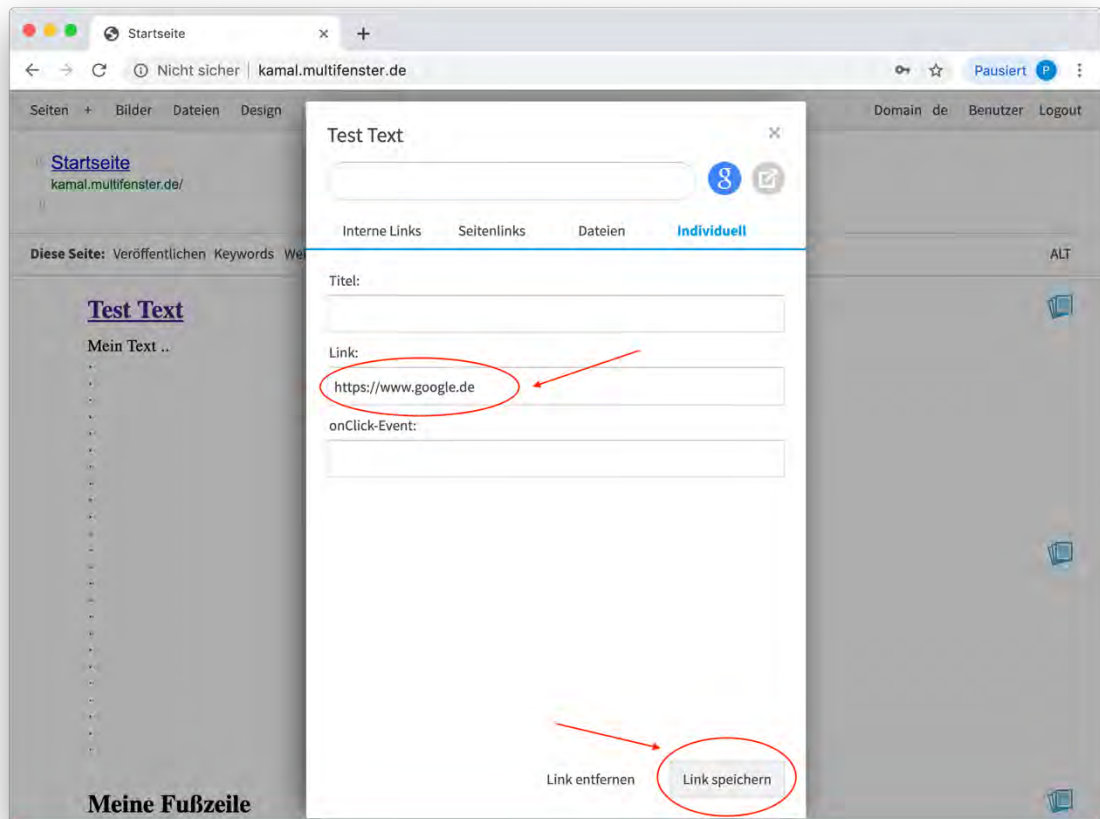 Startseite
Nicht sicher | kamal.multifenster.de
Pausiert P
Seiten + Bilder Dateien Design
Domain de Benutzer Logout
Startseite
kamal.multifenster.de/
Diese Seite: Veröffentlichen Keywords
ALT
Test Text
Mein Text ..
Meine Fußzeile
Test Text
g
Interne Links Seitenlinks Dateien Individuell
Titel:
Link:
https://www.google.de
onClick-Event:
Link entfernen Link speichern